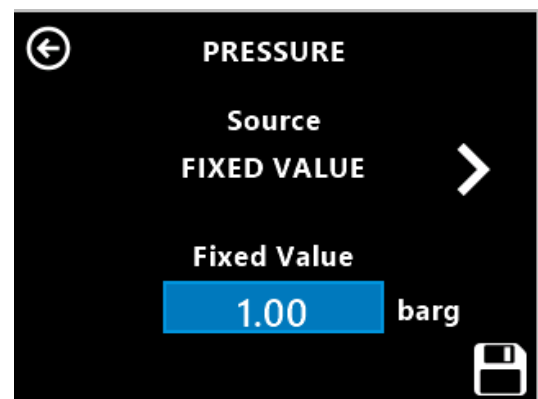 PRESSURE
Source
FIXED VALUE
Fixed Value
1.00 barg